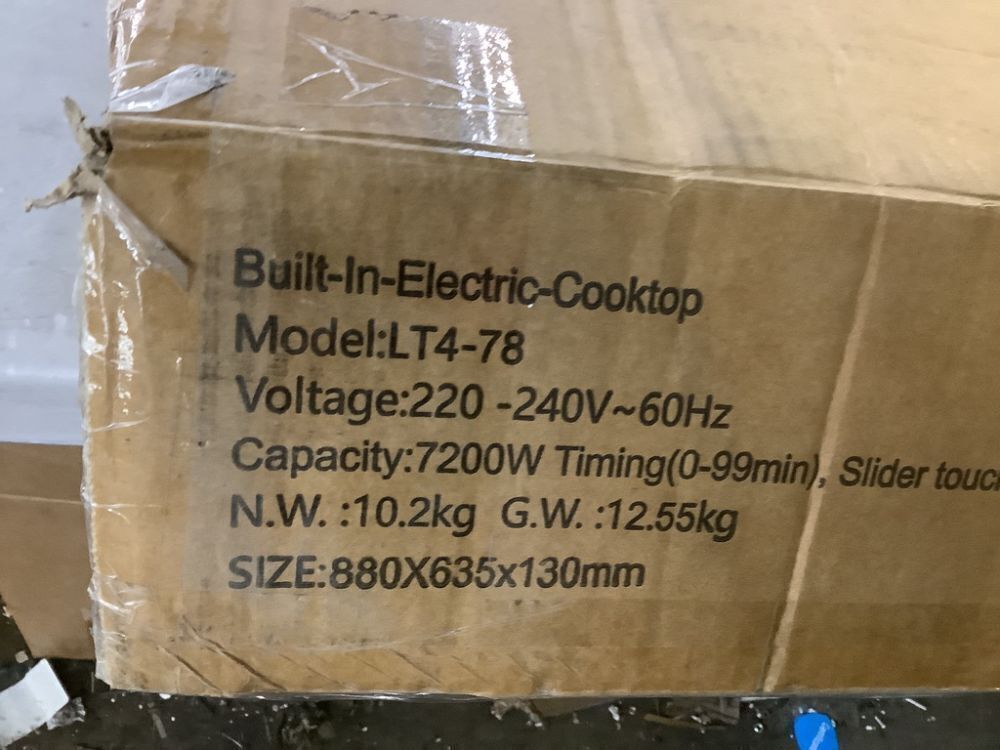 Built-In-Electric-Cooktop
Model:LT4-78
Voltage:220 -240V~60Hz
Capacity:7200W Timing(0-99min), Slider touc
N.W. :10.2kg G.W. :12.55kg
SIZE:880X635x130mm